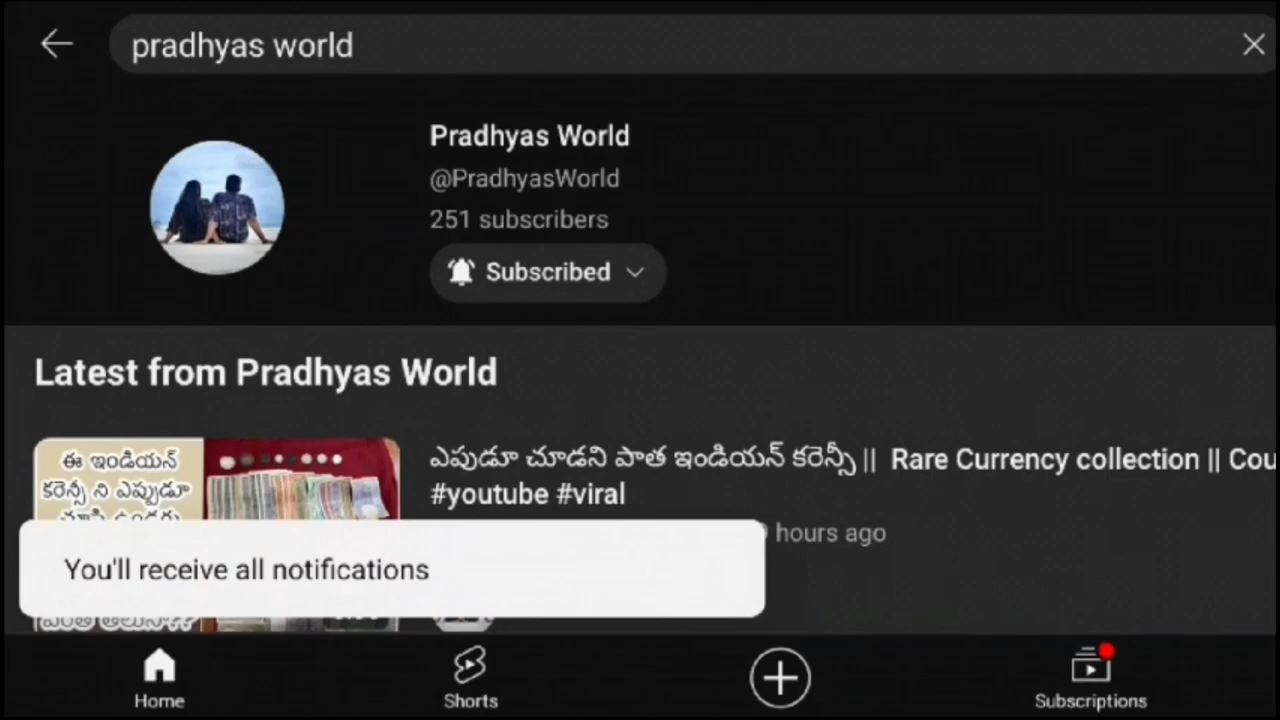 pradhyas world
Pradhyas World
@PradhyasWorld
251 subscribers
Subscribed
Latest from Pradhyas World
ఈ ఇండియన్
కరెన్సీ ని ఎప్పుడూ
ఎపుడూ చూడని పాత ఇండియన్ కరెన్సీ || Rare Currency collection || Cou
#youtube #viral
hours ago
You'll receive all notifications
Home
Shorts
Subscriptions